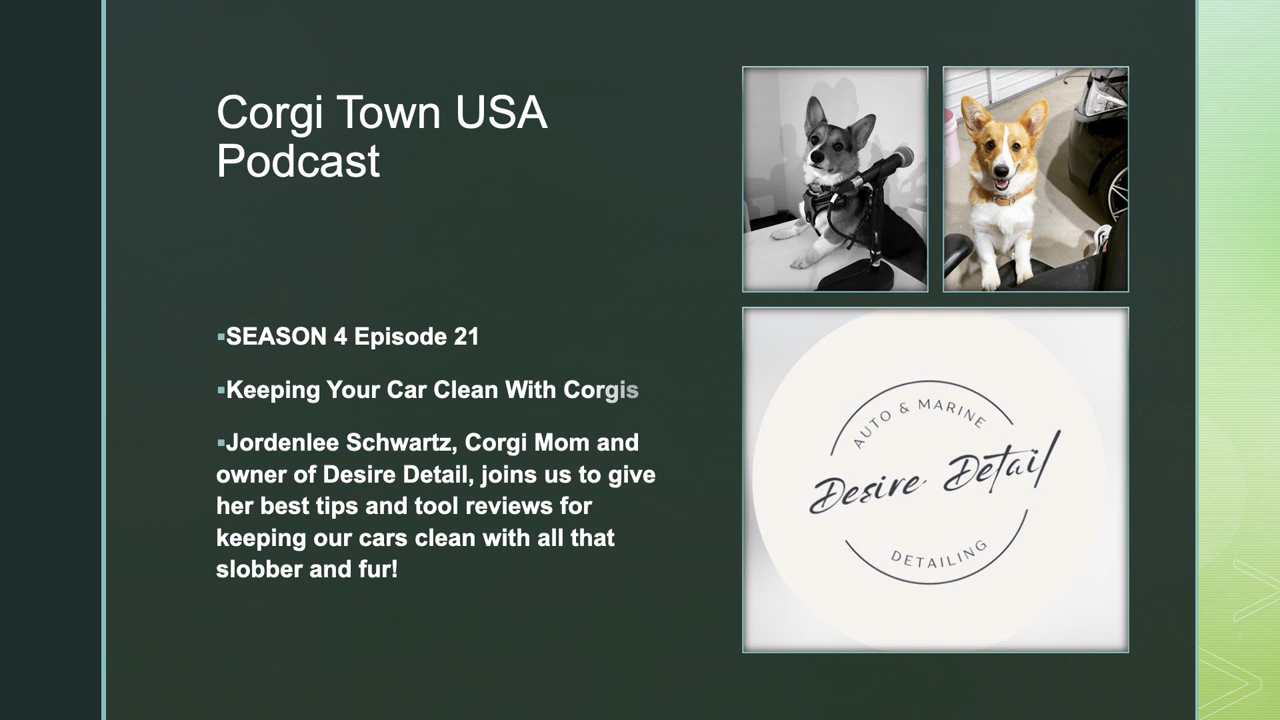 Corgi Town USA
Podcast
▪SEASON 4 Episode 21
▪Keeping Your Car Clean With Corgis
▪Jordenlee Schwartz, Corgi Mom and
owner of Desire Detail, joins us to give
her best tips and tool reviews for
keeping our cars clean with all that
slobber and fur!
AUTO & MARINE
Desire Detail
DETAILING